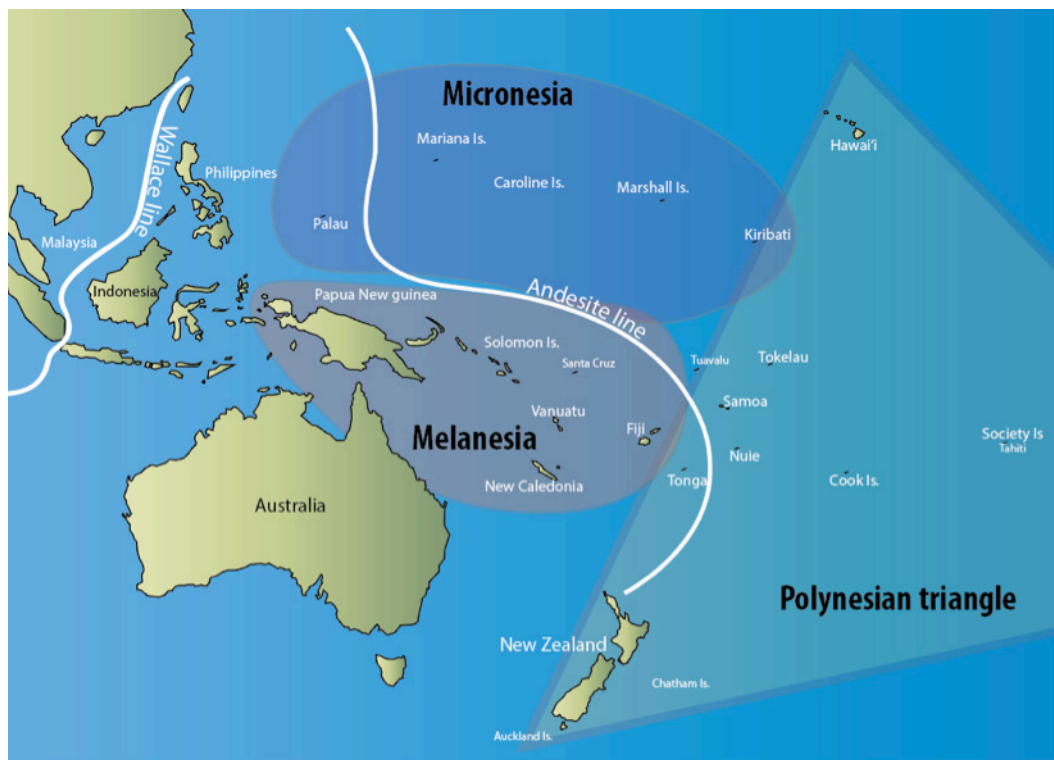 Micronesia
Mariana Is.
Hawai'i
Wallace line
Philippines
Caroline Is.
Marshall Is.
Palau
Kiribati
Malaysia
Indonesia
Papua New guinea
Andesite line
Solomon Is.
Santa Cruz
Tuavalu
Tokelau
Samoa
Vanuatu
Fiji
Melanesia
Society Is
Tahiti
Nuie
New Caledonia
Tonga
Cook Is.
Australia
Polynesian triangle
New Zealand
Chatham Is.
Auckland Is.